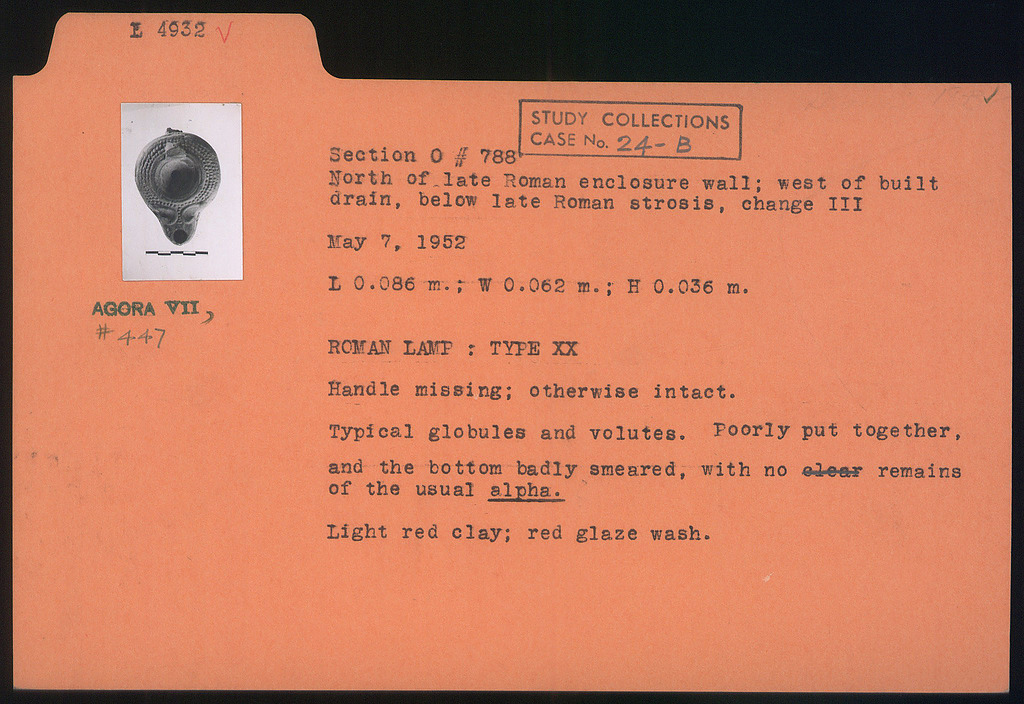 L 4932 ✓
STUDY COLLECTIONS
CASE No. 24-B
Section O # 788
North of late Roman enclosure wall; west of built
drain, below late Roman strosis, change III
May 7, 1952
L 0.086 m.; W 0.062 m.; H 0.036 m.
AGORA VII,
# 447
ROMAN LAMP : TYPE XX
Handle missing; otherwise intact.
Typical globules and volutes. Poorly put together,
and the bottom badly smeared, with no clear remains
of the usual alpha.
Light red clay; red glaze wash.